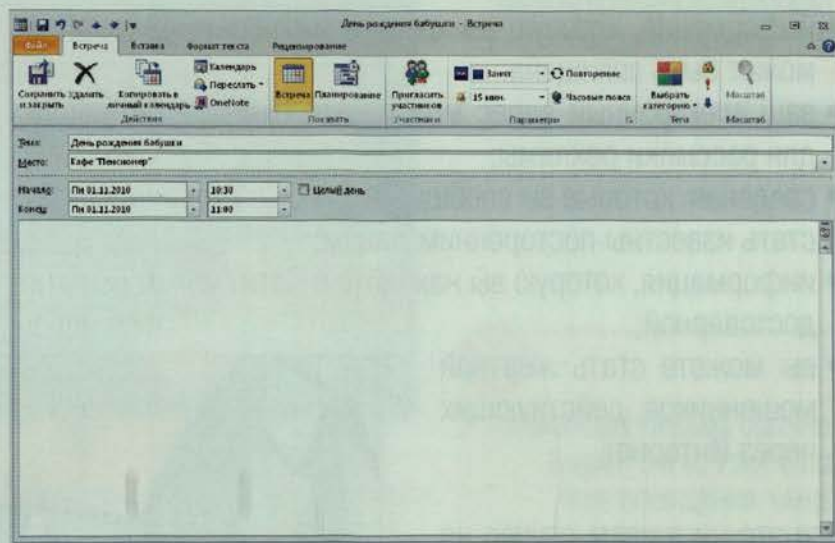 День рождения бабушки - Встреча
Файл Встреча Вставка Формат текста Рецензирование
Сохранить и закрыть
Удалить
Копировать в личный календарь
Календарь
Переслать
OneNote
Действия
Встреча
Планирование
Показать
Пригласить участников
Участники
Занят
15 мин.
Повторение
Часовые пояса
Параметры
Выбрать категорию
Теги
Масштаб
Масштаб
Тема: День рождения бабушки
Место: Кафе "Пенсионер"
Начало: Пн 01.11.2010 10:30 Целый день
Конец: Пн 01.11.2010 11:00